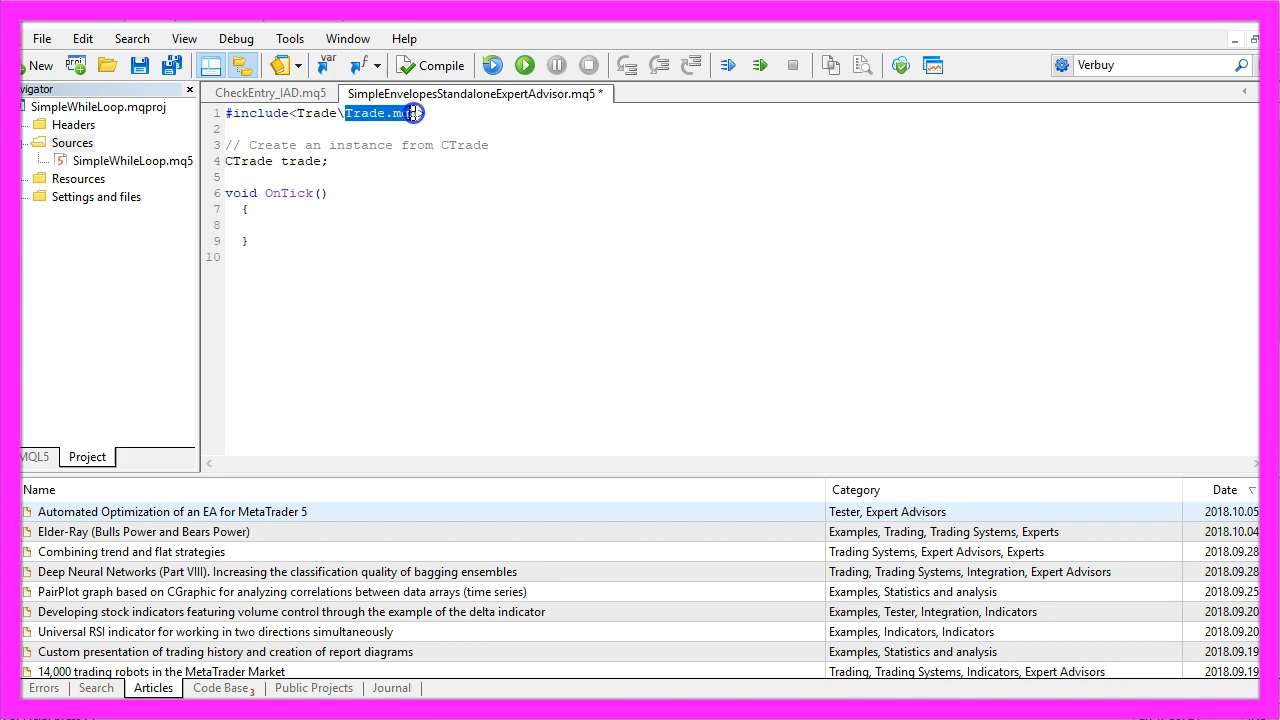 File Edit Search View Debug Tools Window Help
New var Compile Verbuy
vigator
CheckEntry_IAD.mq5 SimpleEnvelopesStandaloneExpertAdvisor.mq5 *
SimpleWhileLoop.mqproj
Headers
Sources
SimpleWhileLoop.mq5
Resources
Settings and files
MQL5 Project
1 #include<Trade\Trade.mq
2
3 // Create an instance from CTrade
4 CTrade trade;
5
6 void OnTick()
7 {
8
9 }
10
Name Category Date
Automated Optimization of an EA for MetaTrader 5 Tester, Expert Advisors 2018.10.05
Elder-Ray (Bulls Power and Bears Power) Examples, Trading, Trading Systems, Experts 2018.10.04
Combining trend and flat strategies Trading Systems, Expert Advisors, Experts 2018.09.28
Deep Neural Networks (Part VIII). Increasing the classification quality of bagging ensembles Trading, Trading Systems, Integration, Expert Advisors 2018.09.28
PairPlot graph based on CGraphic for analyzing correlations between data arrays (time series) Examples, Statistics and analysis 2018.09.25
Developing stock indicators featuring volume control through the example of the delta indicator Examples, Tester, Integration, Indicators 2018.09.20
Universal RSI indicator for working in two directions simultaneously Examples, Indicators, Indicators 2018.09.20
Custom presentation of trading history and creation of report diagrams Examples, Statistics and analysis 2018.09.19
14,000 trading robots in the MetaTrader Market Trading, Trading Systems, Indicators, Expert Advisors 2018.09.19
Errors Search Articles Code Base 3 Public Projects Journal